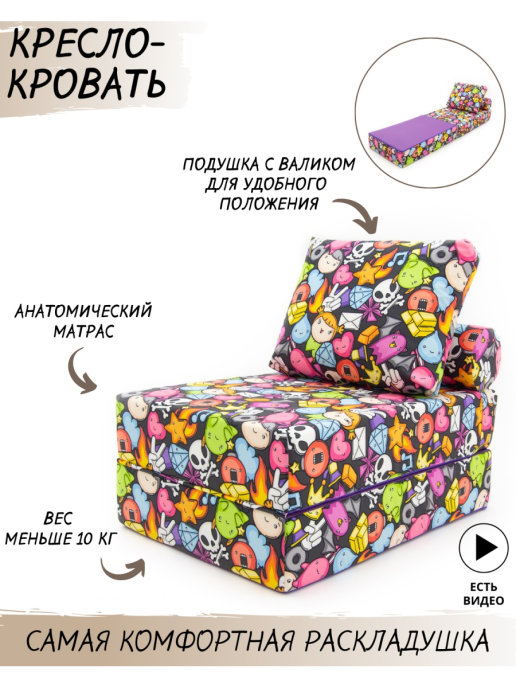 КРЕСЛО-
КРОВАТЬ
ПОДУШКА С ВАЛИКОМ
ДЛЯ УДОБНОГО
ПОЛОЖЕНИЯ
АНАТОМИЧЕСКИЙ
МАТРАС
ВЕС
МЕНЬШЕ 10 КГ
ЕСТЬ
ВИДЕО
САМАЯ КОМФОРТНАЯ РАСКЛАДУШКА